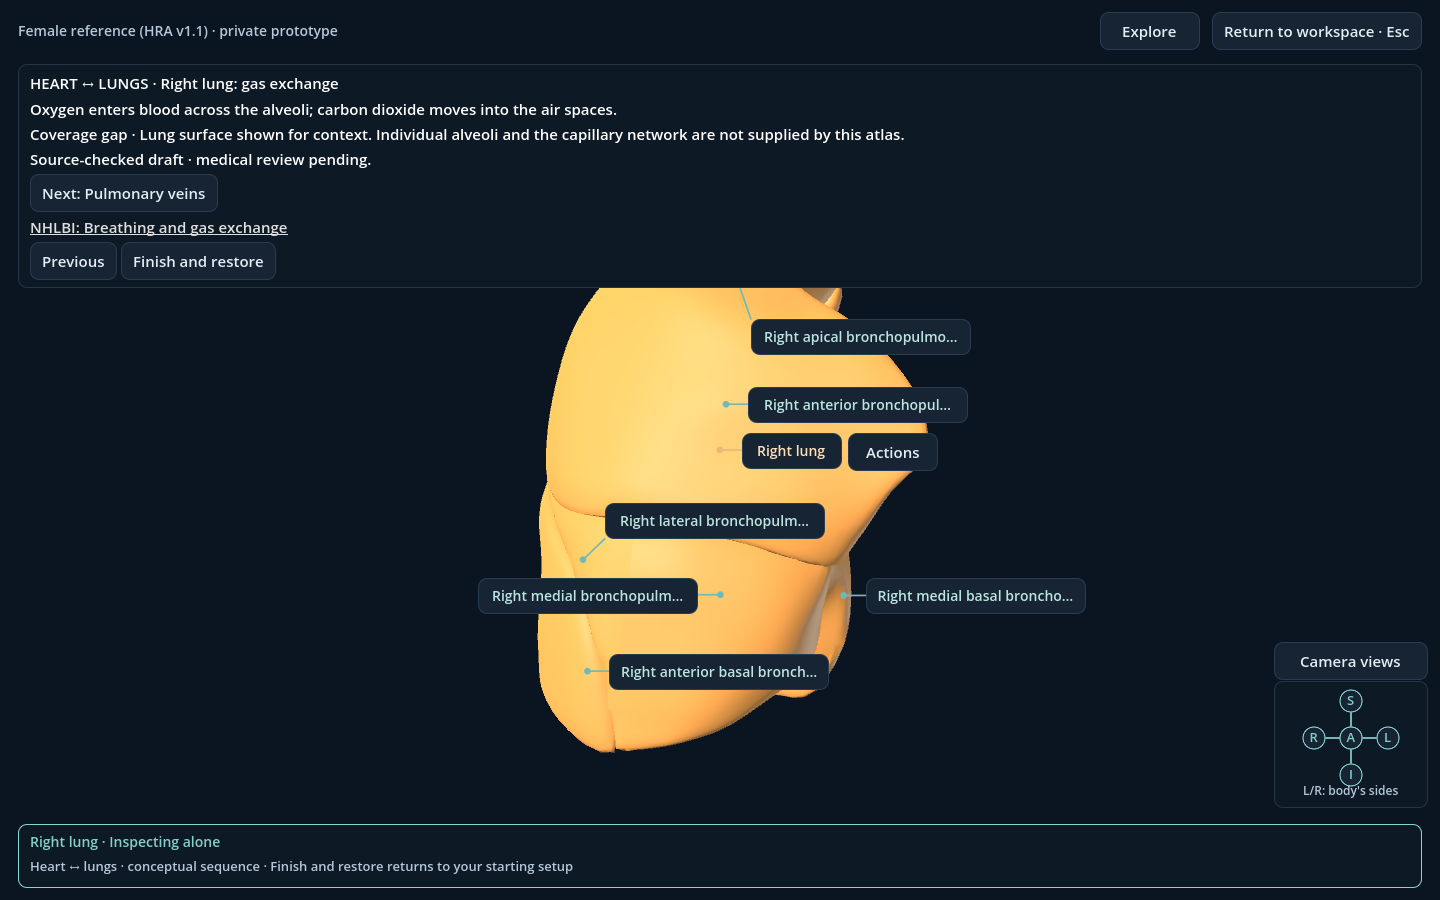 Female reference (HRA v1.1) · private prototype
Explore
Return to workspace · Esc
HEART ↔ LUNGS · Right lung: gas exchange
Oxygen enters blood across the alveoli; carbon dioxide moves into the air spaces.
Coverage gap · Lung surface shown for context. Individual alveoli and the capillary network are not supplied by this atlas.
Source-checked draft · medical review pending.
Next: Pulmonary veins
NHLBI: Breathing and gas exchange
Previous
Finish and restore
Right apical bronchopulmo...
Right anterior bronchopul...
Right lung
Actions
Right lateral bronchopulm...
Right medial bronchopulm...
Right medial basal broncho...
Right anterior basal bronch...
Camera views
S
R
A
L
I
L/R: body's sides
Right lung · Inspecting alone
Heart ↔ lungs · conceptual sequence · Finish and restore returns to your starting setup